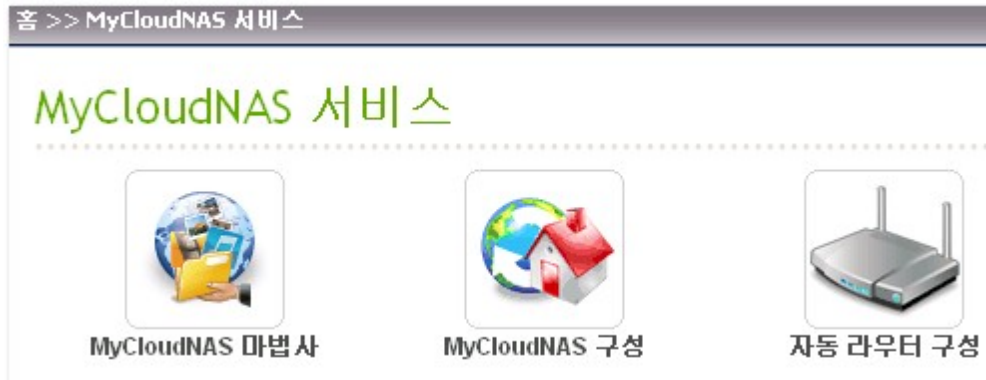 홈 >> MyCloudNAS 서비스
MyCloudNAS 서비스
MyCloudNAS 마법사
MyCloudNAS 구성
자동 라우터 구성